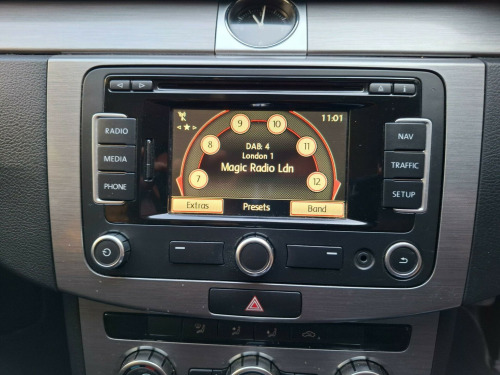 RADIO
MEDIA
PHONE
11:01
9
10
8
11
7
12
DAB: 4
London 1
Magic Radio Ldn
Extras
Presets
Band
NAV
TRAFFIC
SETUP